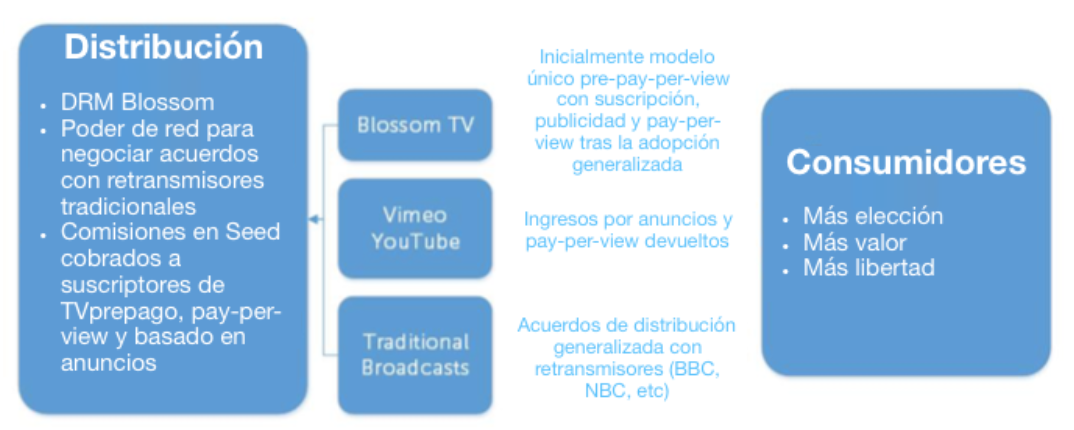 Distribución
• DRM Blossom
• Poder de red para
negociar acuerdos
con retransmisores
tradicionales
• Comisiones en Seed
cobrados a
suscriptores de
TVprepago, pay-per-
view y basado en
anuncios
Blossom TV
Inicialmente modelo
único pre-pay-per-view
con suscripción,
publicidad y pay-per-
view tras la adopción
generalizada
Vimeo
YouTube
Ingresos por anuncios y
pay-per-view devueltos
Traditional
Broadcasts
Acuerdos de distribución
generalizada con
retransmisores (BBC,
NBC, etc)
Consumidores
• Más elección
• Más valor
• Más libertad